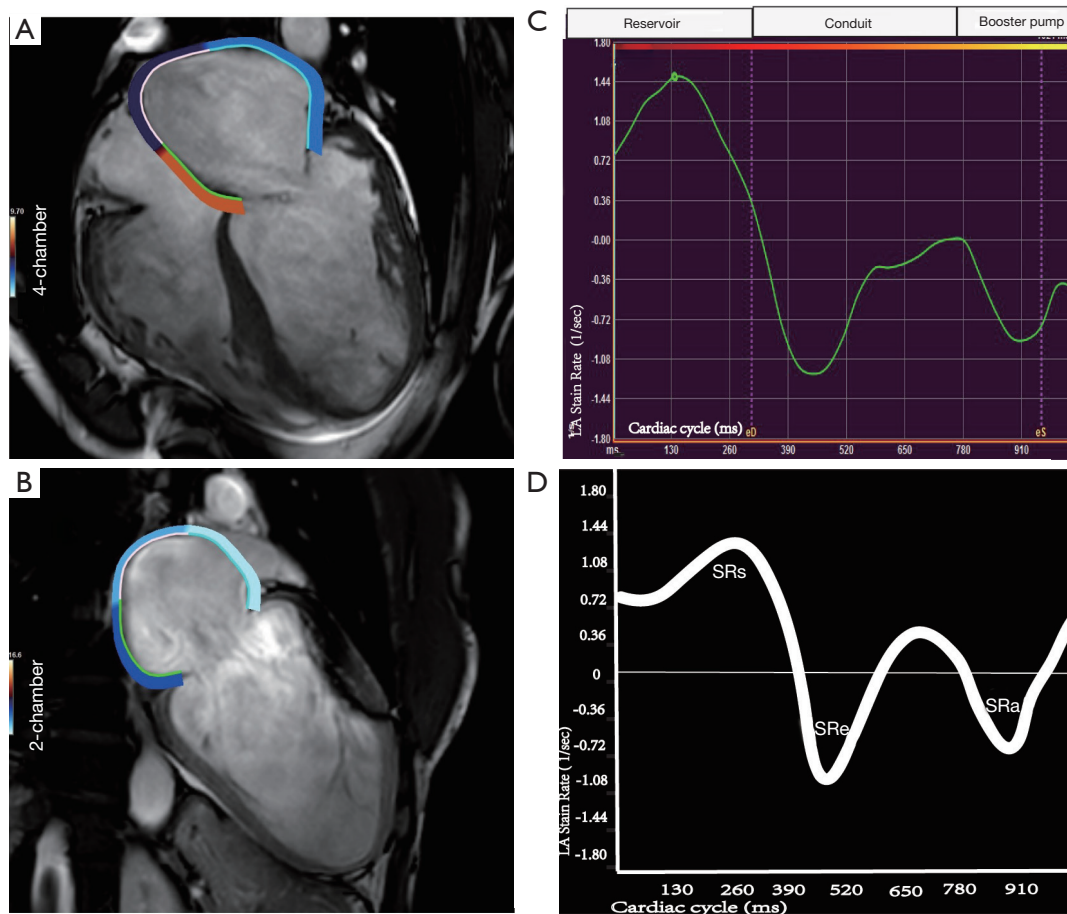 A
9.70
4-chamber
B
16.6
2-chamber
C
Reservoir
Conduit
Booster pump
1.80
1.44
1.08
0.72
0.36
-0.00
-0.36
-0.72
-1.08
-1.44
-1.80
LA Stain Rate (1/sec)
Cardiac cycle (ms)
eD
eS
ms
130
260
390
520
650
780
910
D
1.80
1.44
1.08
0.72
0.36
0
-0.36
-0.72
-1.08
-1.44
-1.80
SRs
SRe
SRa
LA Stain Rate ( 1/sec)
130
260
390
520
650
780
910
Cardiac cycle (ms)